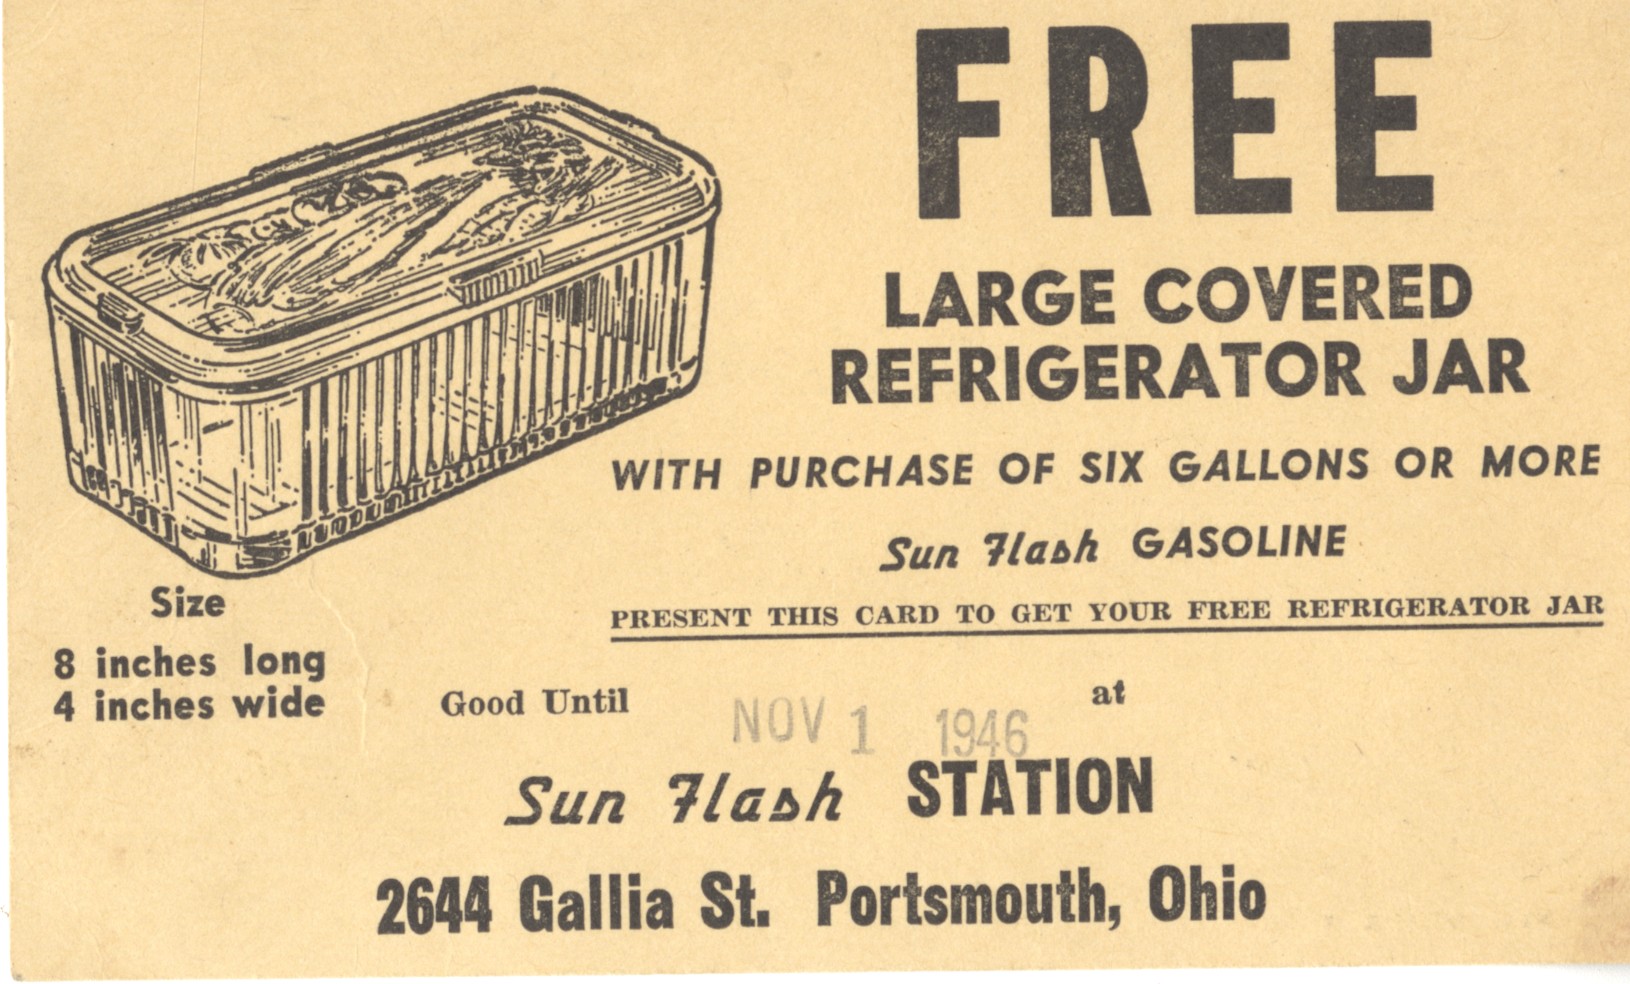 FREE
LARGE COVERED
REFRIGERATOR JAR
WITH PURCHASE OF SIX GALLONS OR MORE
Sun Flash GASOLINE
PRESENT THIS CARD TO GET YOUR FREE REFRIGERATOR JAR
Size
8 inches long
4 inches wide
Good Until NOV 1 1946 at
Sun Flash STATION
2644 Gallia St. Portsmouth, Ohio